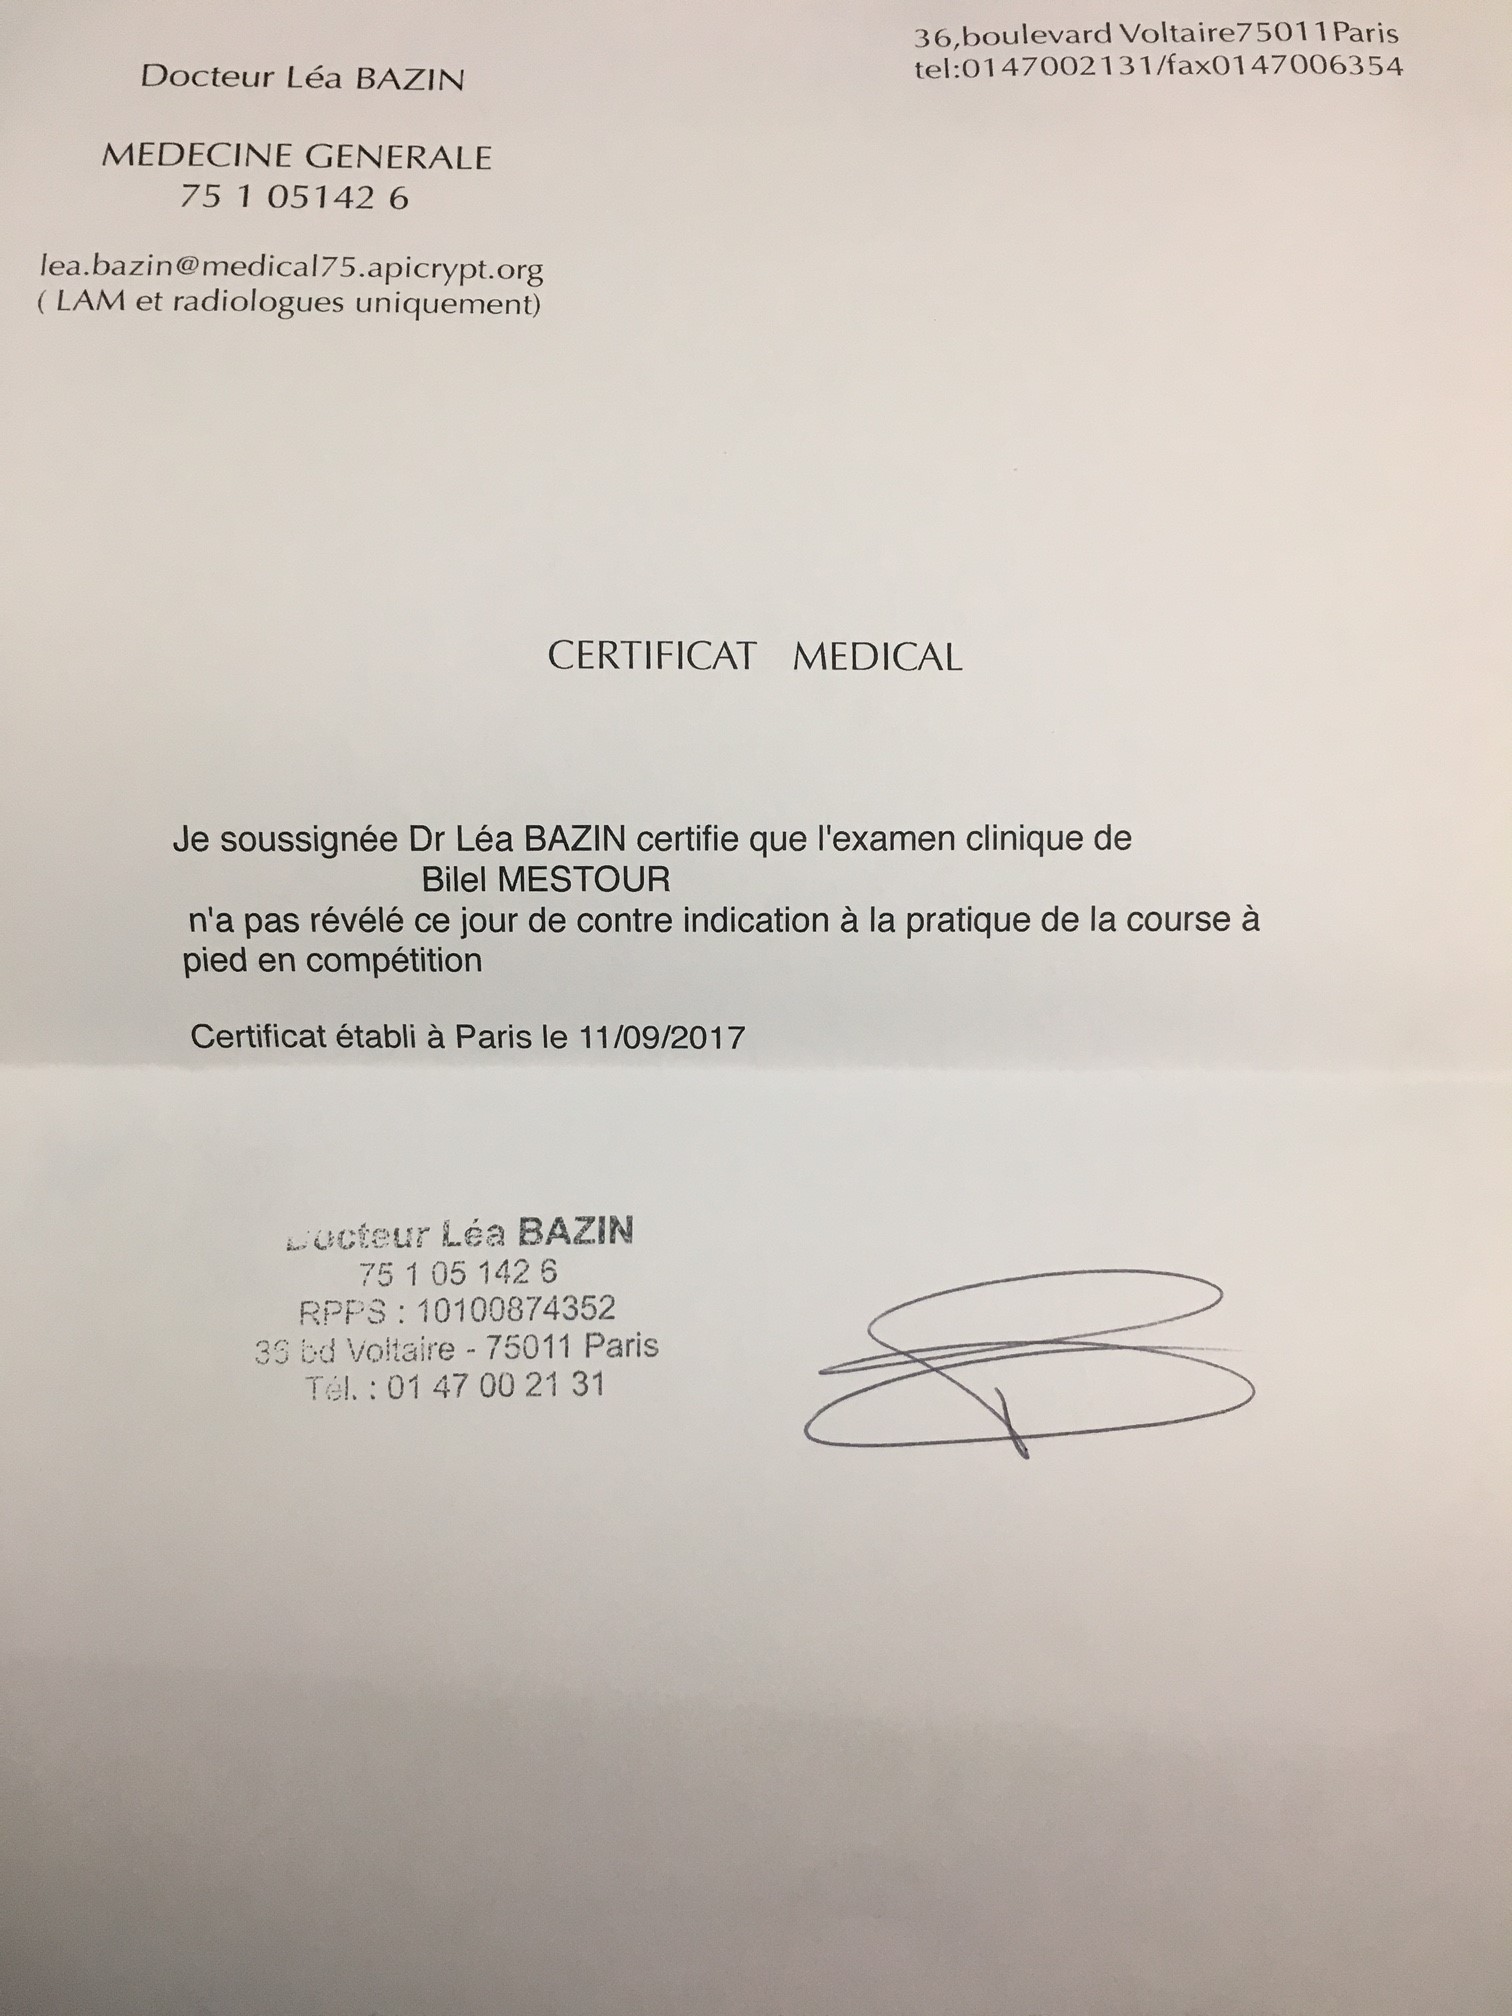 36,boulevard Voltaire75011Paris
tel:0147002131/fax0147006354
Docteur Léa BAZIN
MEDECINE GENERALE
75 1 05142 6
lea.bazin@medical75.apicrypt.org
( LAM et radiologues uniquement)
CERTIFICAT MEDICAL
Je soussignée Dr Léa BAZIN certifie que l'examen clinique de
Bilel MESTOUR
n'a pas révélé ce jour de contre indication à la pratique de la course à
pied en compétition
Certificat établi à Paris le 11/09/2017
Docteur Léa BAZIN
75 1 05 142 6
RPPS : 10100874352
36 bd Voltaire - 75011 Paris
Tél. : 01 47 00 21 31